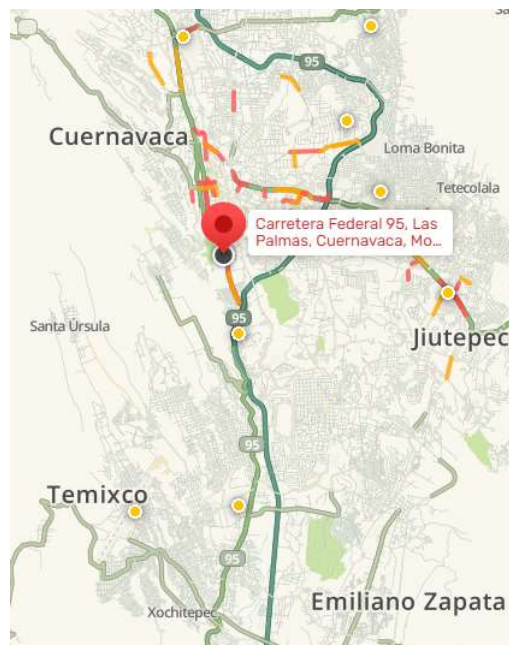 Sa
95
Cuernavaca
Loma Bonita
Tetecolala
Carretera Federal 95, Las
Palmas, Cuernavaca, Mo...
Santa Úrsula
95
Jiutepec
95
Temixco
95
Emiliano Zapata
Xochitepec